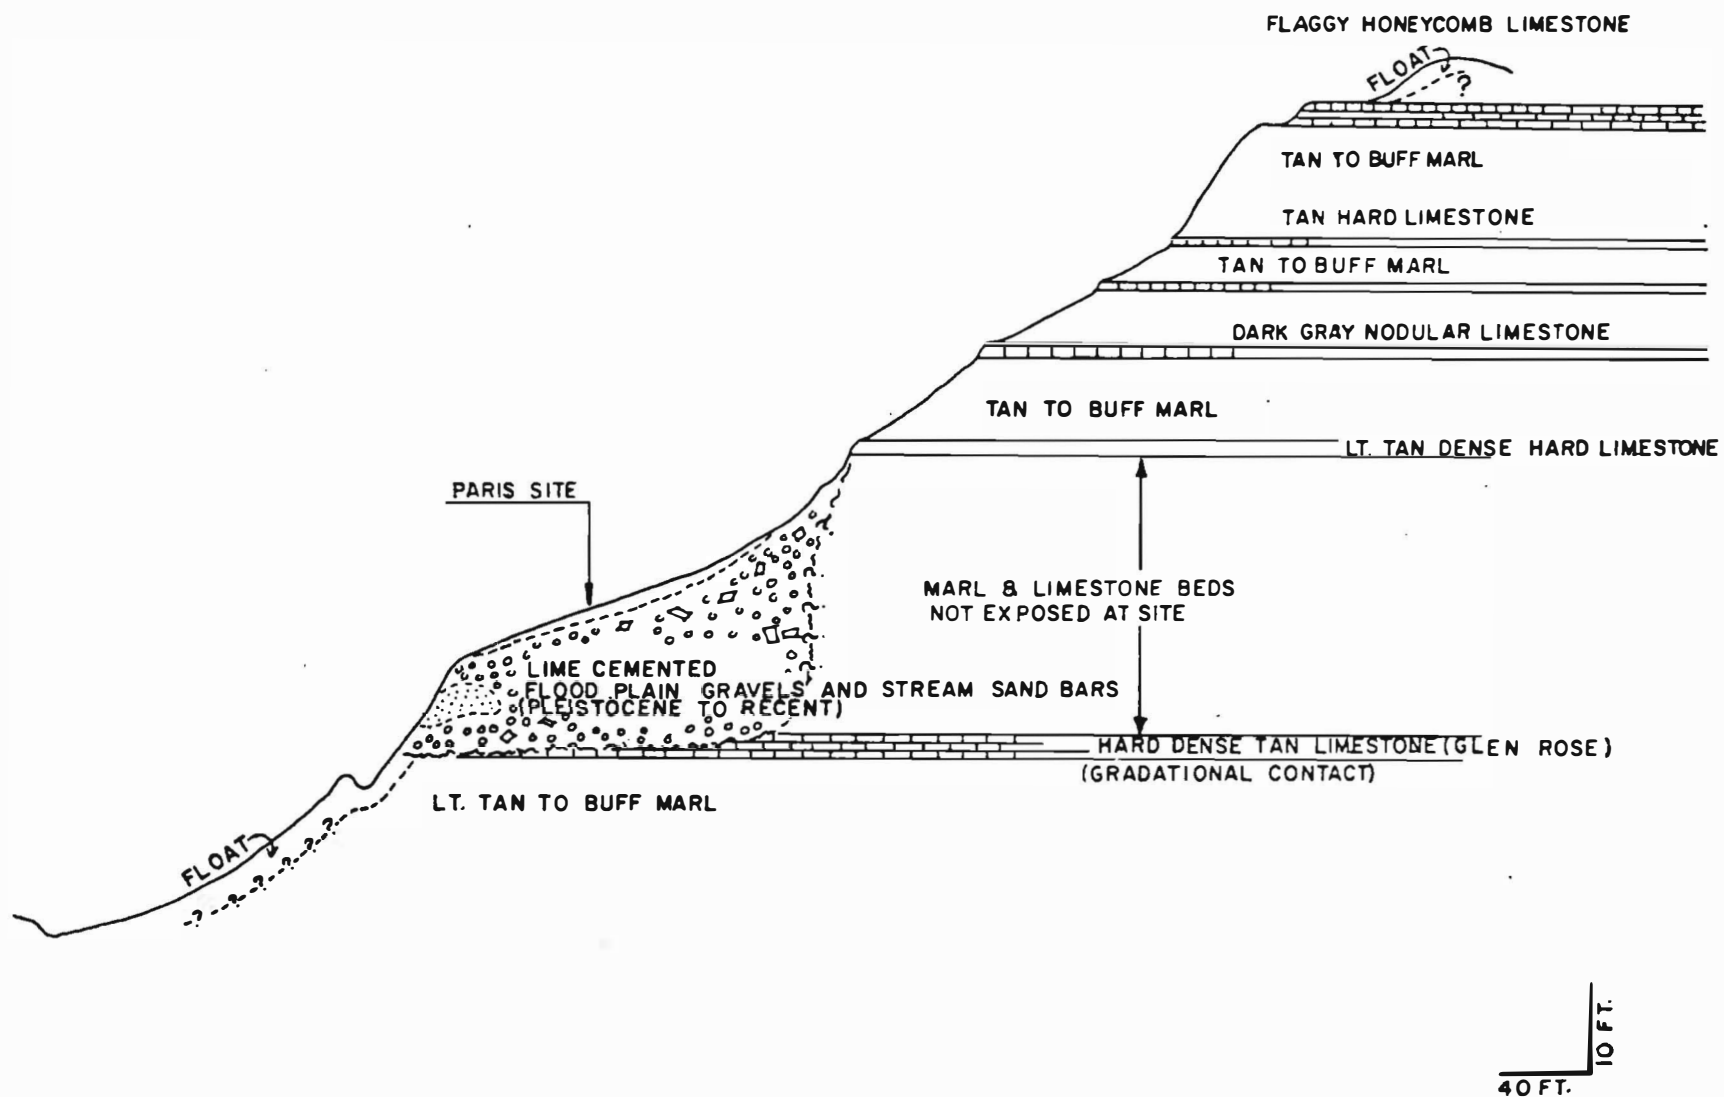 FLAGGY HONEYCOMB LIMESTONE
FLOAT
?
TAN TO BUFF MARL
TAN HARD LIMESTONE
TAN TO BUFF MARL
DARK GRAY NODULAR LIMESTONE
TAN TO BUFF MARL
LT. TAN DENSE HARD LIMESTONE
PARIS SITE
MARL & LIMESTONE BEDS
NOT EXPOSED AT SITE
LIME CEMENTED
FLOOD PLAIN GRAVELS AND STREAM SAND BARS
(PLEISTOCENE TO RECENT)
HARD DENSE TAN LIMESTONE (GLEN ROSE)
(GRADATIONAL CONTACT)
LT. TAN TO BUFF MARL
FLOAT
? ? ? ? ? ?
10 FT.
40 FT.